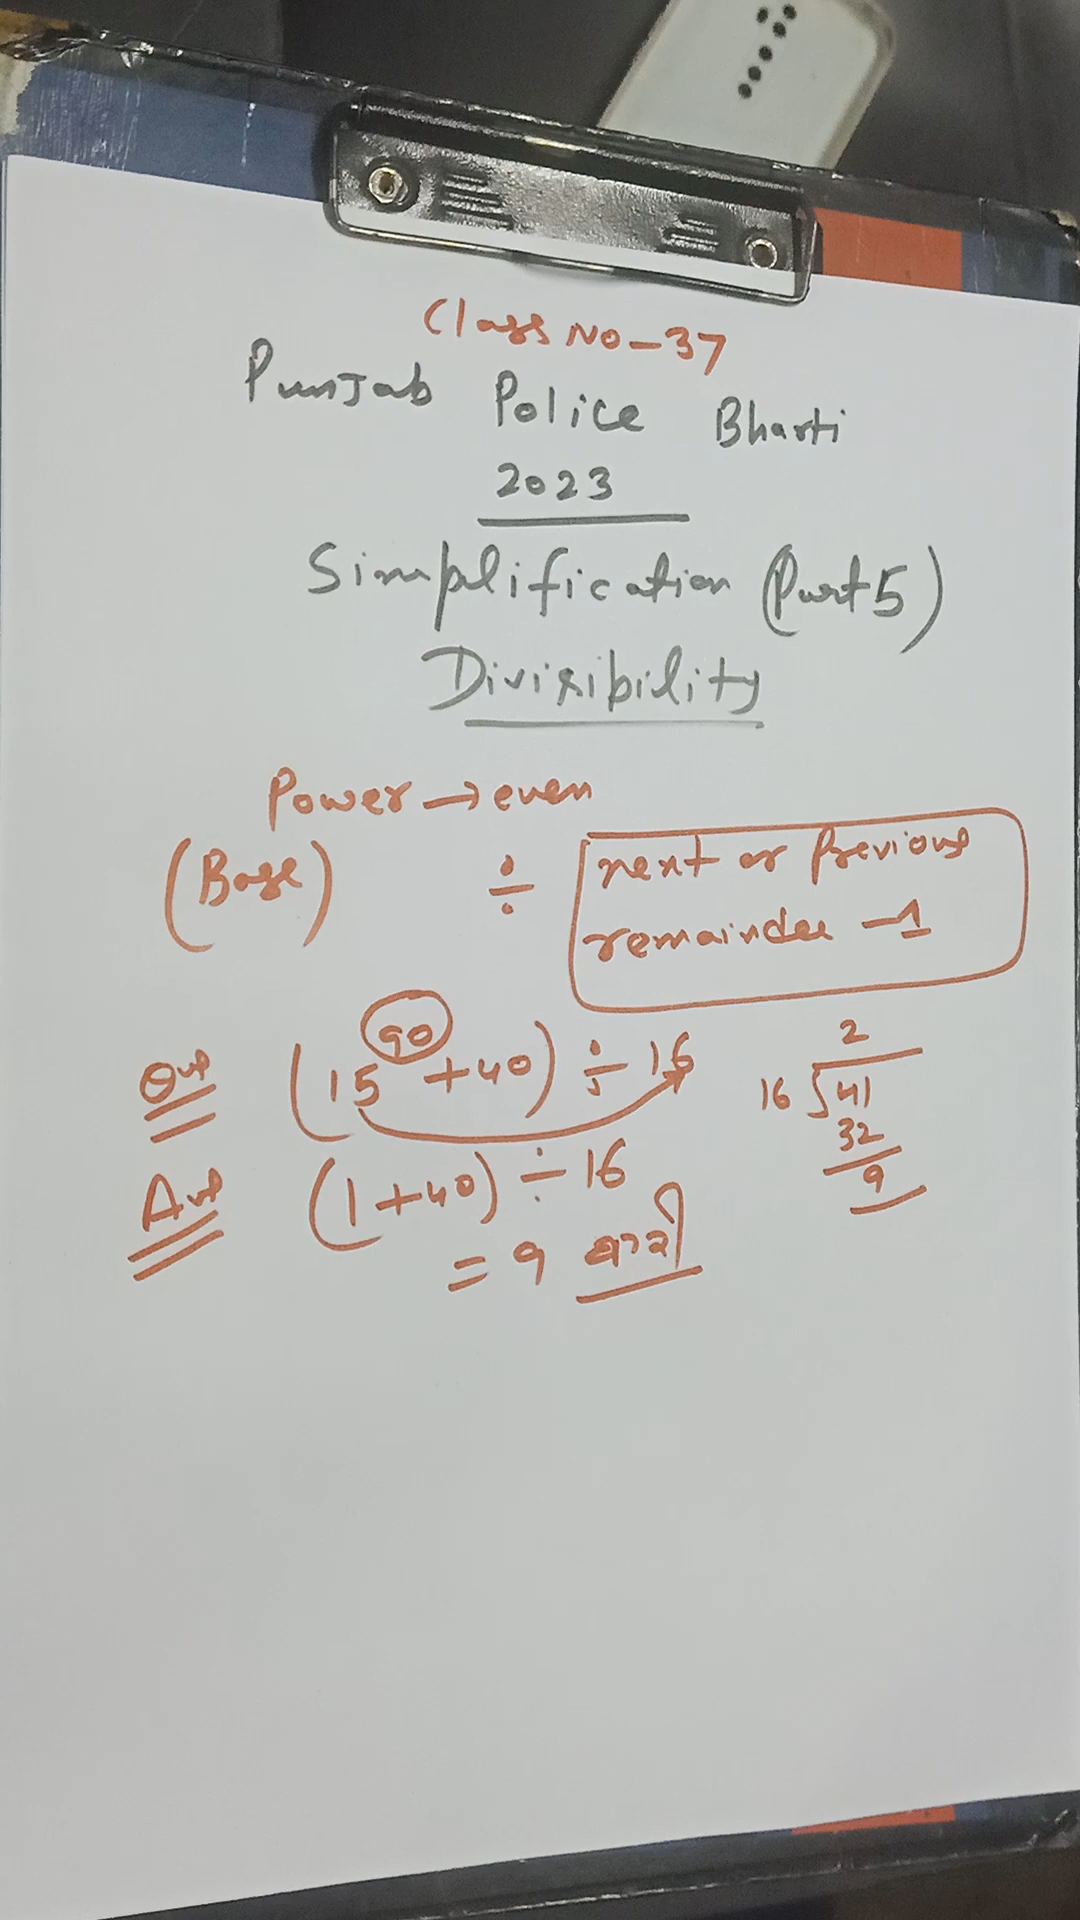 Class No-37
Punjab Police Bharti
2023
Simplification (Part 5)
Divisibility
Power → even
(Base) ÷ next or previous
remainder - 1
Que (15^90 + 40) ÷ 16
Ans (1+40) ÷ 16
= 9 ਬਾਕੀ
2
16 √41
32
9